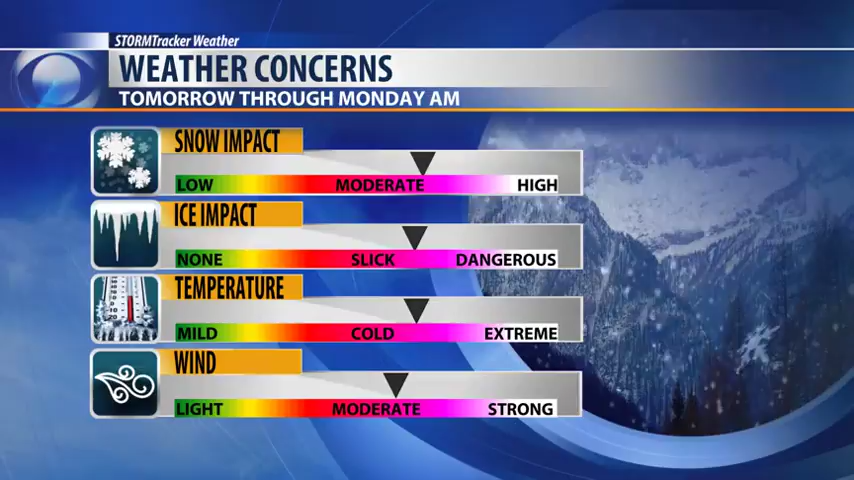 STORMTracker Weather
WEATHER CONCERNS
TOMORROW THROUGH MONDAY AM
SNOW IMPACT
LOW MODERATE HIGH
ICE IMPACT
NONE SLICK DANGEROUS
TEMPERATURE
MILD COLD EXTREME
WIND
LIGHT MODERATE STRONG